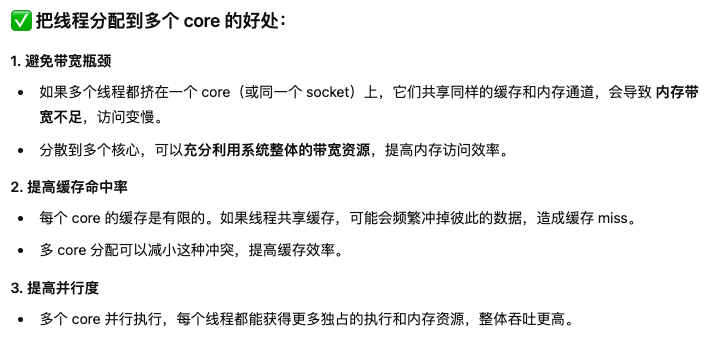 ✅ 把线程分配到多个 core 的好处：
1. 避免带宽瓶颈
• 如果多个线程都挤在一个 core（或同一个 socket）上，它们共享同样的缓存和内存通道，会导致 内存带
宽不足，访问变慢。
• 分散到多个核心，可以充分利用系统整体的带宽资源，提高内存访问效率。
2. 提高缓存命中率
• 每个 core 的缓存是有限的。如果线程共享缓存，可能会频繁冲掉彼此的数据，造成缓存 miss。
• 多 core 分配可以减小这种冲突，提高缓存效率。
3. 提高并行度
• 多个 core 并行执行，每个线程都能获得更多独占的执行和内存资源，整体吞吐更高。